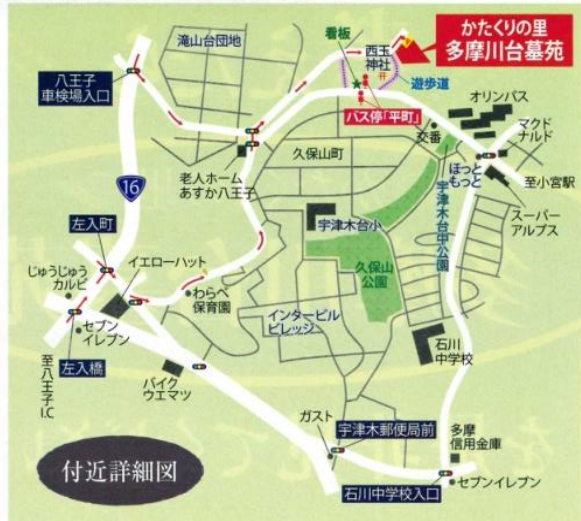 滝山台団地
看板
西玉
神社
かたくりの里
多摩川台墓苑
遊歩道
八王子
車検場入口
オリンパス
マクド
ナルド
バス停「平町」
交番
久保山町
老人ホーム
あすか八王子
ほっと
もっと
至小宮駅
16
宇津木台中公園
スーパー
アルプス
宇津木台小
左入町
イエローハット
久保山
公園
じゅうじゅう
カルビ
わらべ
保育園
インタービル
ビレッジ
セブン
イレブン
石川
中学校
左入橋
至八王子I.C
バイク
ウエマツ
ガスト
宇津木郵便局前
多摩
信用金庫
付近詳細図
石川中学校入口
セブンイレブン